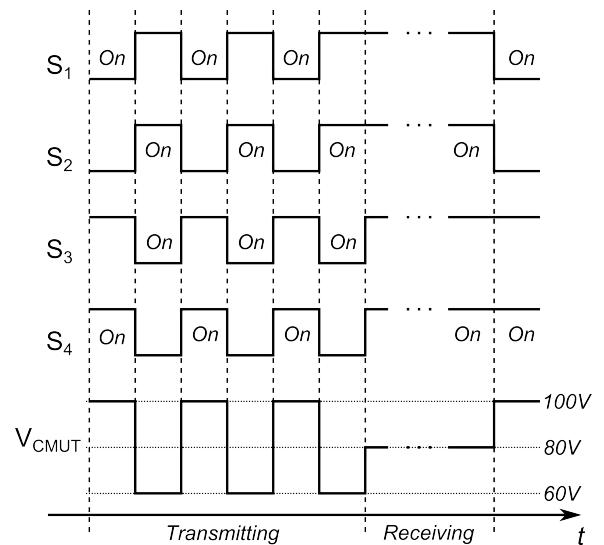 S1 On On On ... On
S2 On On On ... On
S3 On On On ...
S4 On On On ... On On
100V
VCMUT ... 80V
60V
Transmitting Receiving t